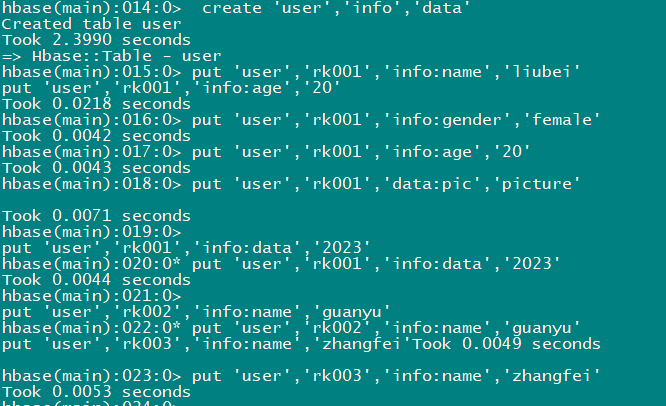 hbase(main):014:0>  create 'user','info','data'
Created table user
Took 2.3990 seconds
=> Hbase::Table - user
hbase(main):015:0> put 'user','rk001','info:name','liubei'
put 'user','rk001','info:age','20'
Took 0.0218 seconds
hbase(main):016:0> put 'user','rk001','info:gender','female'
Took 0.0042 seconds
hbase(main):017:0> put 'user','rk001','info:age','20'
Took 0.0043 seconds
hbase(main):018:0> put 'user','rk001','data:pic','picture'
Took 0.0071 seconds
hbase(main):019:0>
put 'user','rk001','info:data','2023'
hbase(main):020:0* put 'user','rk001','info:data','2023'
Took 0.0044 seconds
hbase(main):021:0>
put 'user','rk002','info:name','guanyu'
hbase(main):022:0* put 'user','rk002','info:name','guanyu'
put 'user','rk003','info:name','zhangfei'Took 0.0049 seconds
hbase(main):023:0> put 'user','rk003','info:name','zhangfei'
Took 0.0053 seconds